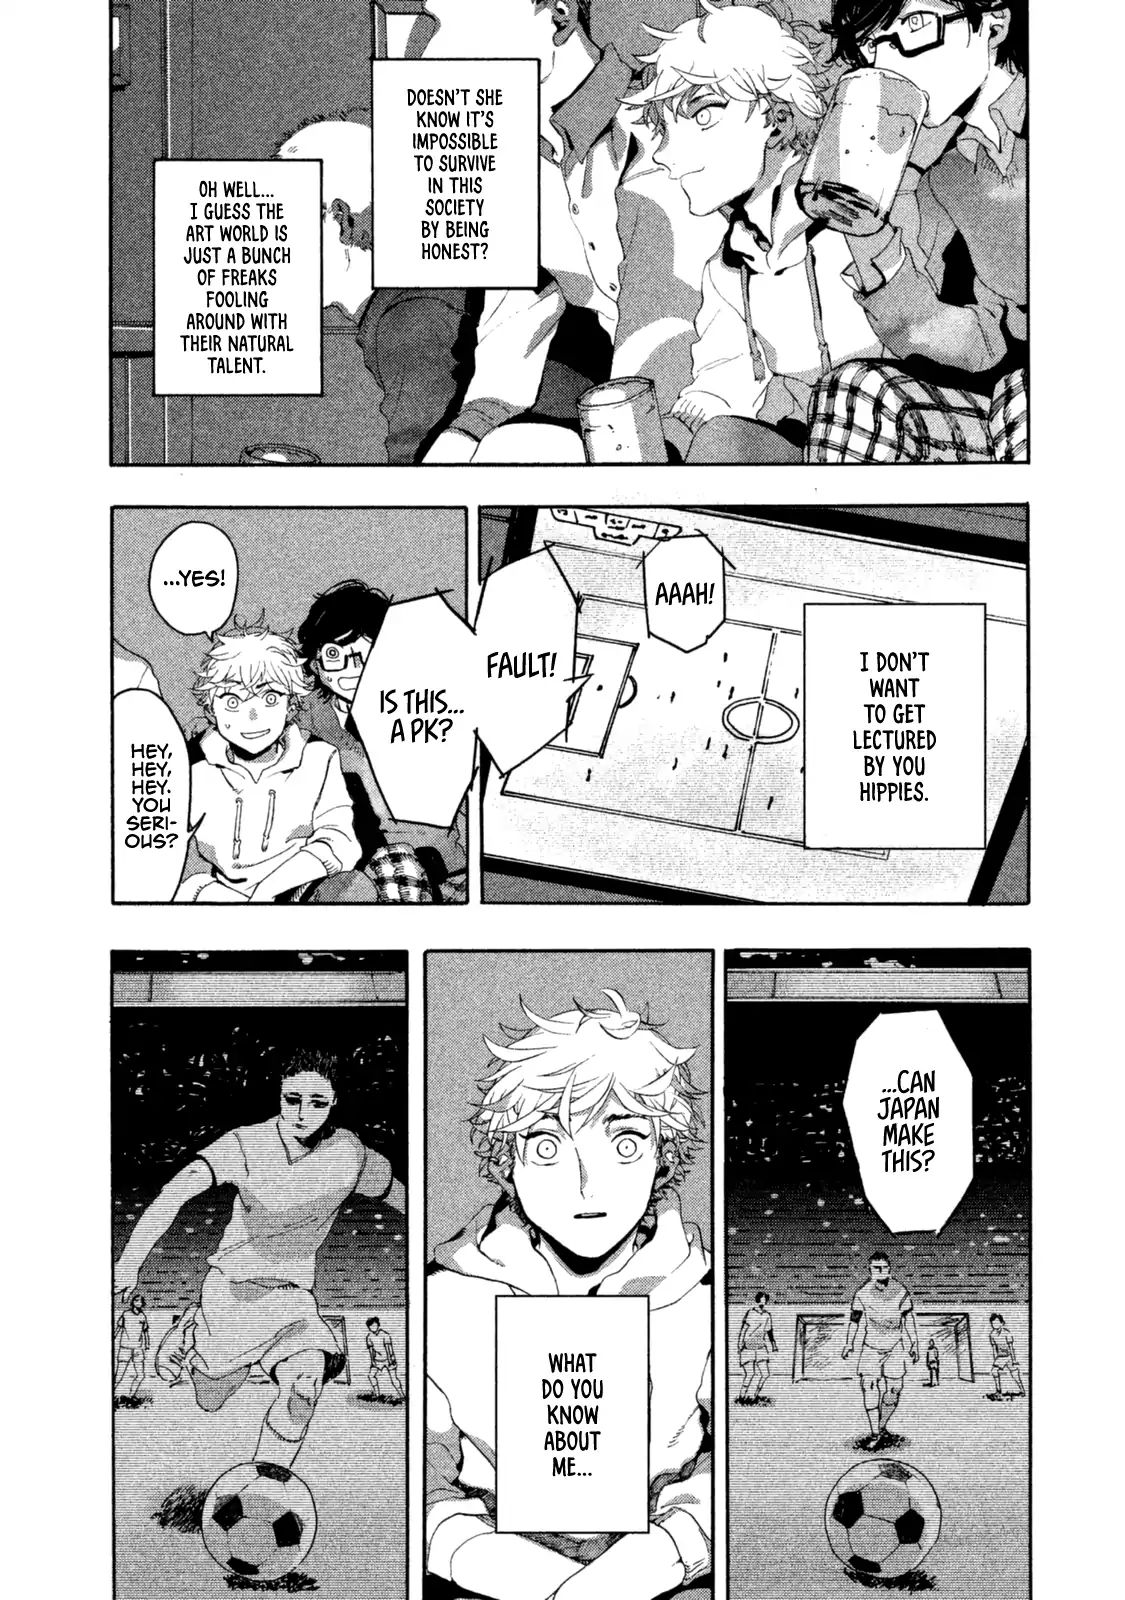 DOESN'T SHE
KNOW IT'S
IMPOSSIBLE
TO SURVIVE
IN THIS
SOCIETY
BY BEING
HONEST?
OH WELL...
I GUESS THE
ART WORLD IS
JUST A BUNCH
OF FREAKS
FOOLING
AROUND WITH
THEIR NATURAL
TALENT.
I DON'T
WANT
TO GET
LECTURED
BY YOU
HIPPIES.
AAAH!
FAULT!
IS THIS...
A PK?
...YES!
HEY,
HEY,
HEY.
YOU
SERI-
OUS?
...CAN
JAPAN
MAKE
THIS?
WHAT
DO YOU
KNOW
ABOUT
ME...